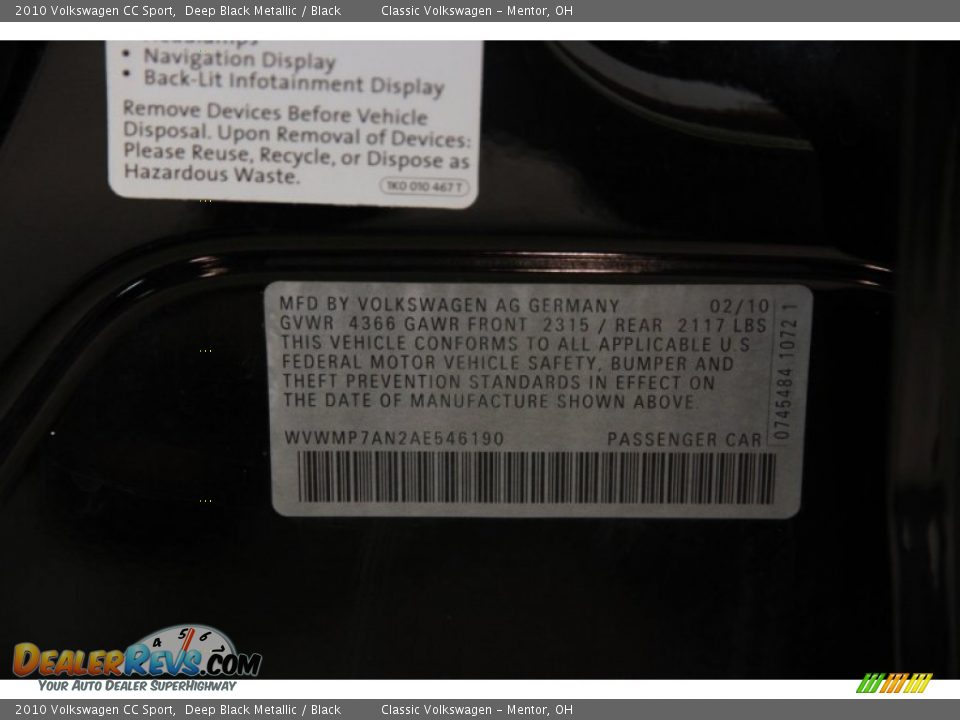 2010 Volkswagen CC Sport, Deep Black Metallic / Black Classic Volkswagen - Mentor, OH
• Navigation Display
• Back-Lit Infotainment Display
Remove Devices Before Vehicle
Disposal. Upon Removal of Devices:
Please Reuse, Recycle, or Dispose as
Hazardous Waste.
1K0 010 467 T
MFD BY VOLKSWAGEN AG GERMANY 02/10
GVWR 4366 GAWR FRONT 2315 / REAR 2117 LBS
THIS VEHICLE CONFORMS TO ALL APPLICABLE U.S
FEDERAL MOTOR VEHICLE SAFETY, BUMPER AND
THEFT PREVENTION STANDARDS IN EFFECT ON
THE DATE OF MANUFACTURE SHOWN ABOVE.
WVWMP7AN2AE546190 PASSENGER CAR
0745484.1072 1
4 5 6
DEALERREVS.COM
YOUR AUTO DEALER SUPERHIGHWAY
2010 Volkswagen CC Sport, Deep Black Metallic / Black Classic Volkswagen - Mentor, OH